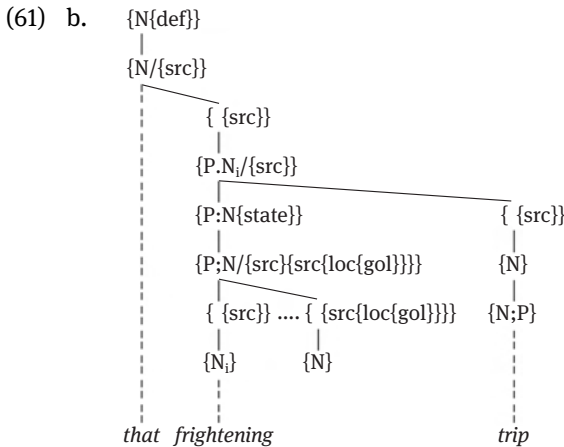 (61) b. {N{def}}
{N/{src}}
{ {src}}
{P.Nᵢ/{src}}
{P:N{state}} { {src}}
{P;N/{src}{src{loc{gol}}}} {N}
{ {src}} .... { {src{loc{gol}}}} {N;P}
{Nᵢ} {N}
that frightening trip